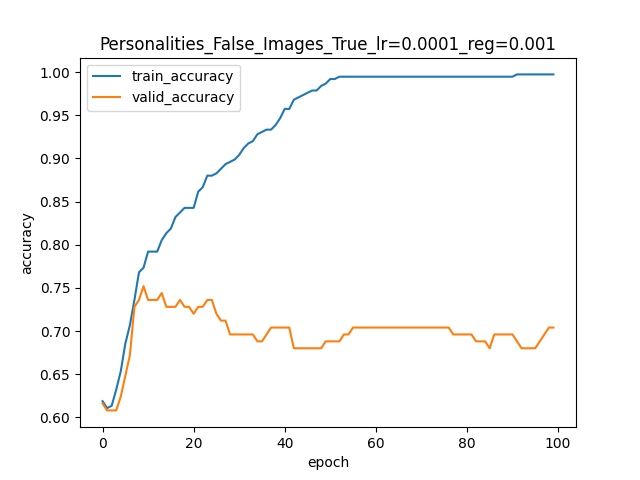 Personalities_False_Images_True_lr=0.0001_reg=0.001
train_accuracy
valid_accuracy
accuracy
1.00
0.95
0.90
0.85
0.80
0.75
0.70
0.65
0.60
0 20 40 60 80 100
epoch